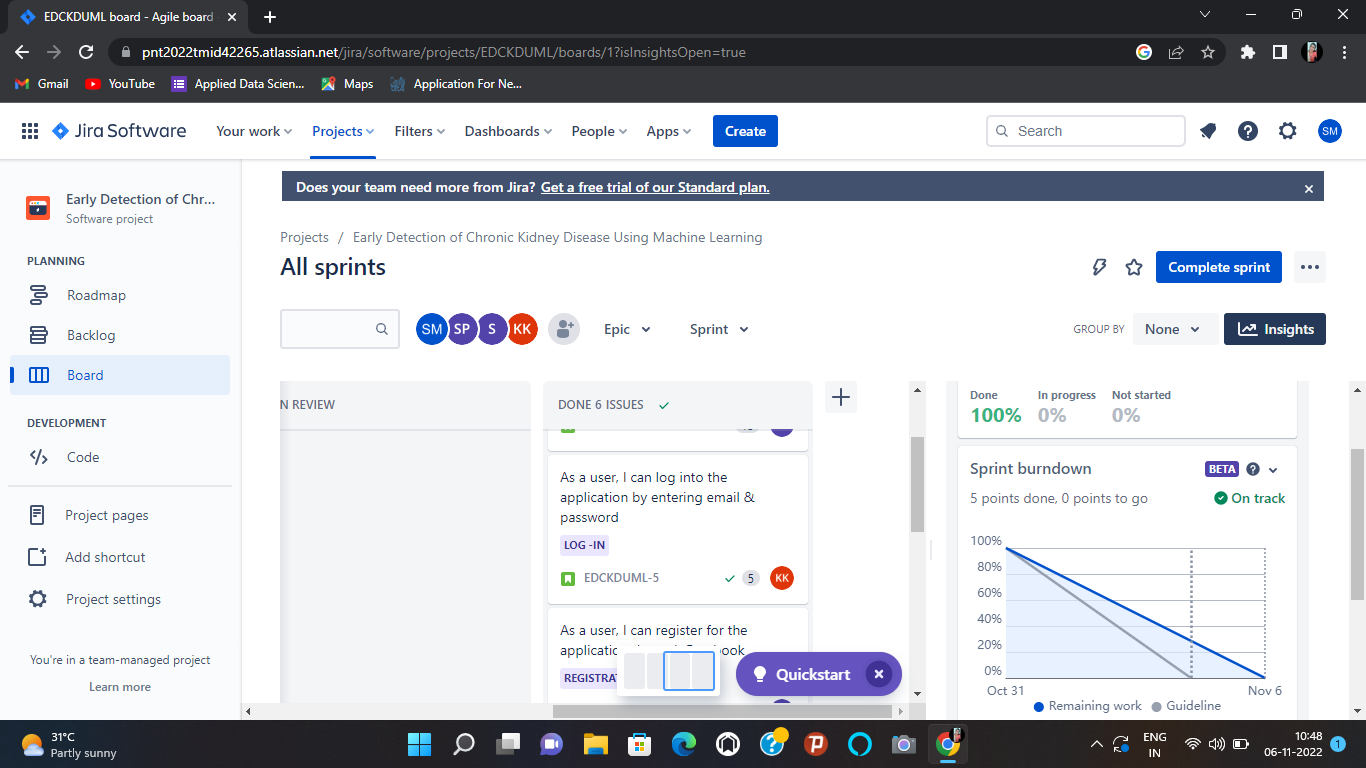 EDCKDUML board - Agile board
pnt2022tmid42265.atlassian.net/jira/software/projects/EDCKDUML/boards/1?isInsightsOpen=true
Gmail YouTube Applied Data Scien... Maps Application For Ne...
Jira Software Your work Projects Filters Dashboards People Apps Create Search SM
Does your team need more from Jira? Get a free trial of our Standard plan.
Early Detection of Chr...
Software project
PLANNING
Roadmap
Backlog
Board
DEVELOPMENT
Code
Project pages
Add shortcut
Project settings
You're in a team-managed project
Learn more
Projects / Early Detection of Chronic Kidney Disease Using Machine Learning
All sprints
Complete sprint
SM SP S KK Epic Sprint GROUP BY None Insights
N REVIEW
DONE 6 ISSUES
As a user, I can log into the
application by entering email &
password
LOG -IN
EDCKDUML-5 5 KK
As a user, I can register for the
REGISTRAT
Quickstart
Done In progress Not started
100% 0% 0%
Sprint burndown BETA
5 points done, 0 points to go On track
100%
80%
60%
40%
20%
0%
Oct 31 Nov 6
Remaining work Guideline
31°C
Partly sunny
ENG
IN
10:48
06-11-2022
1